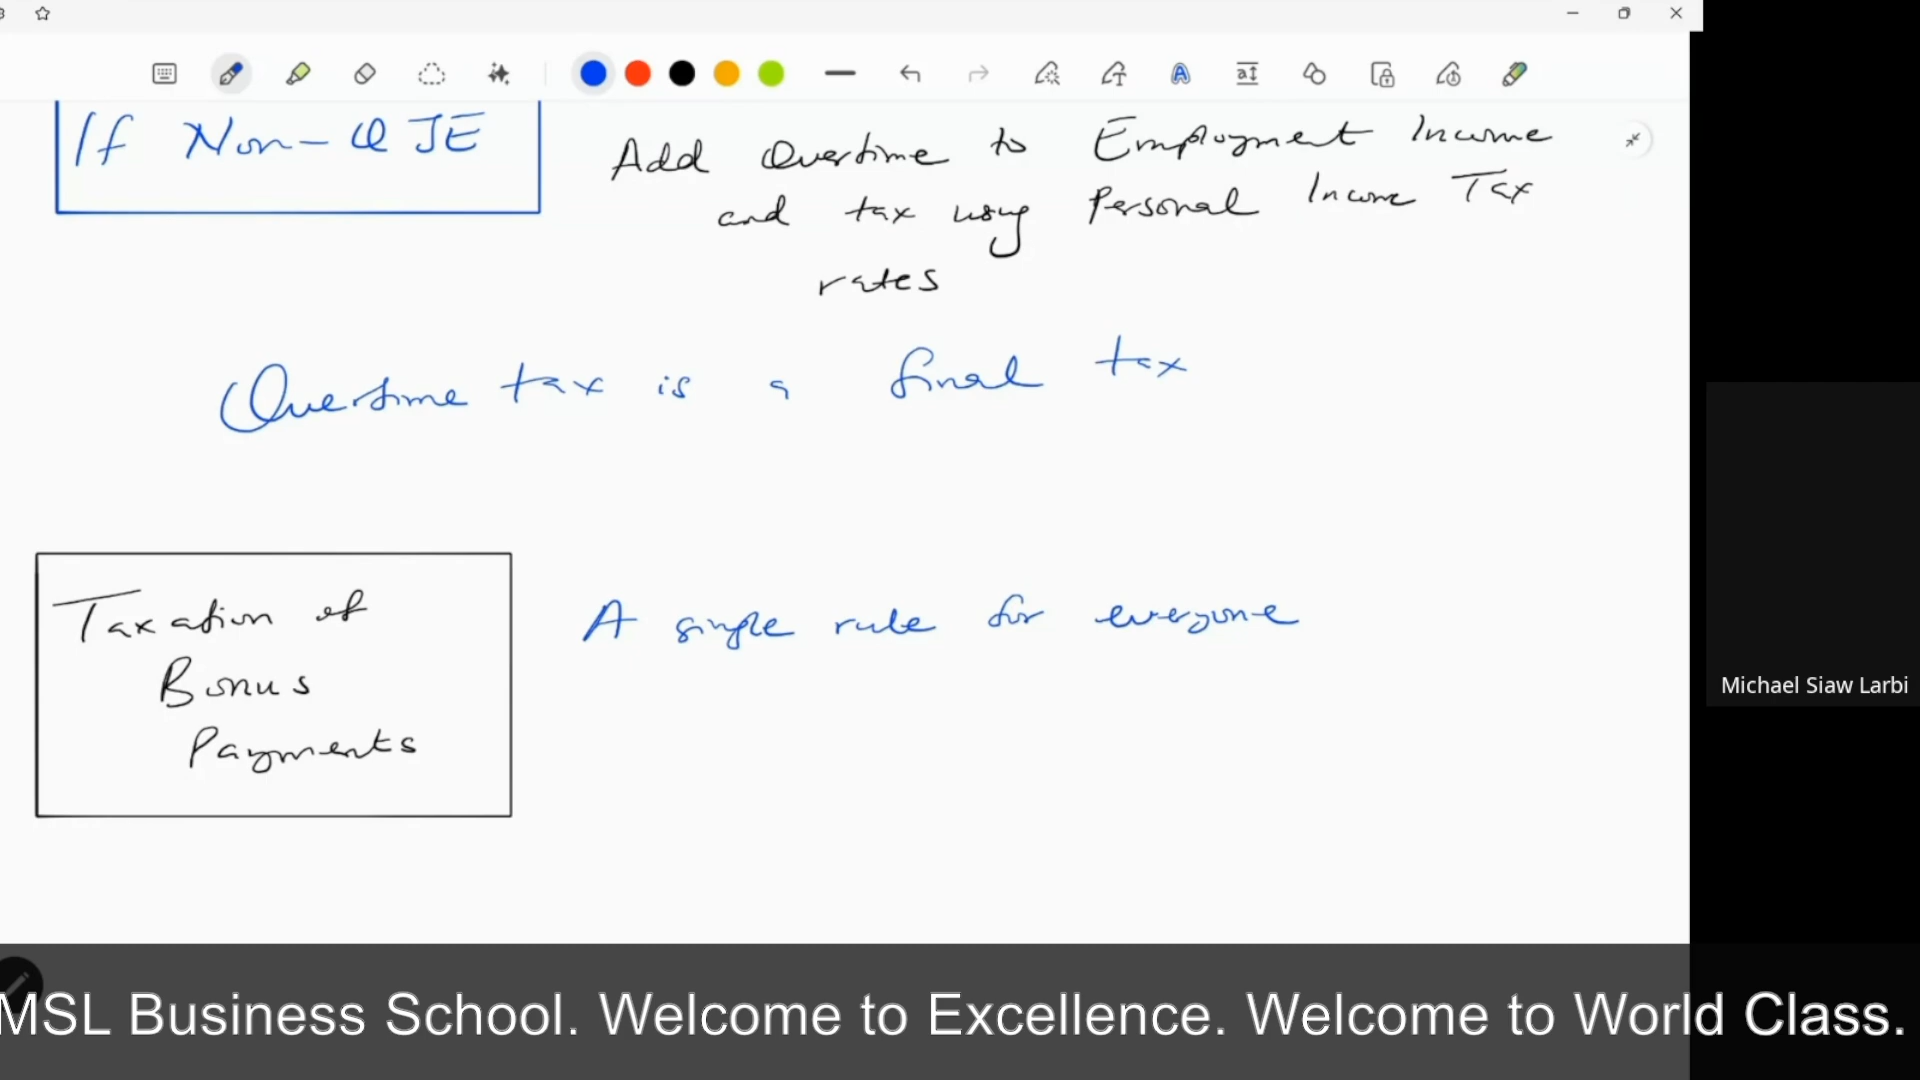 If Non-QJE
Add Overtime to Employment Income
and tax using Personal Income Tax
rates
Overtime tax is a final tax
Taxation of
Bonus
Payments
A single rule for everyone
Michael Siaw Larbi
MSL Business School. Welcome to Excellence. Welcome to World Class.